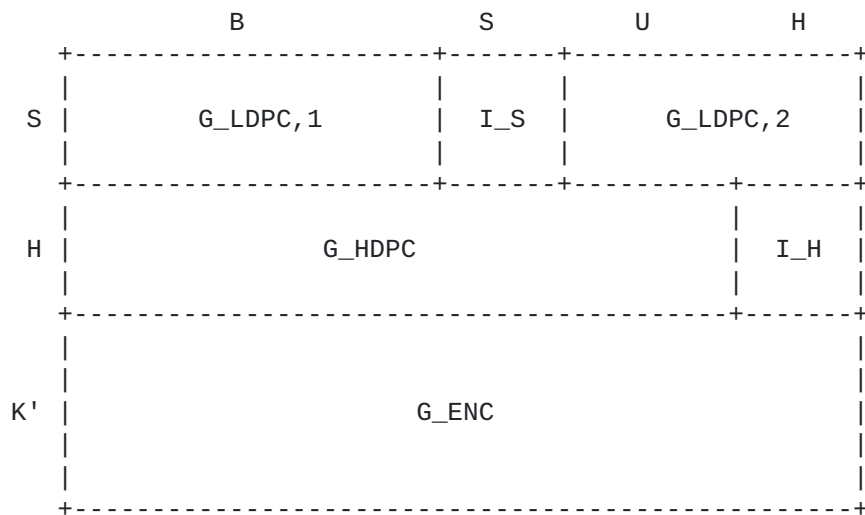 B S U H
S G_LDPC,1 I_S G_LDPC,2
H G_HDPC I_H
K' G_ENC